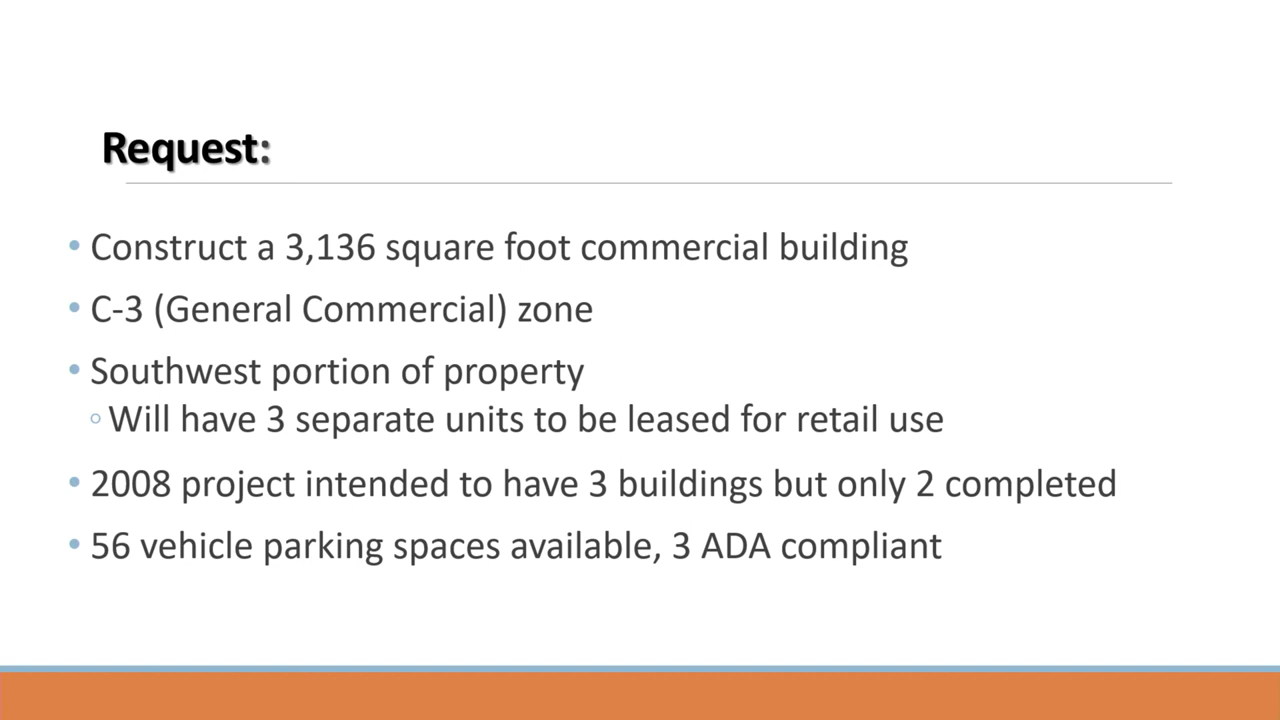 Request:
• Construct a 3,136 square foot commercial building
• C-3 (General Commercial) zone
• Southwest portion of property
◦ Will have 3 separate units to be leased for retail use
• 2008 project intended to have 3 buildings but only 2 completed
• 56 vehicle parking spaces available, 3 ADA compliant